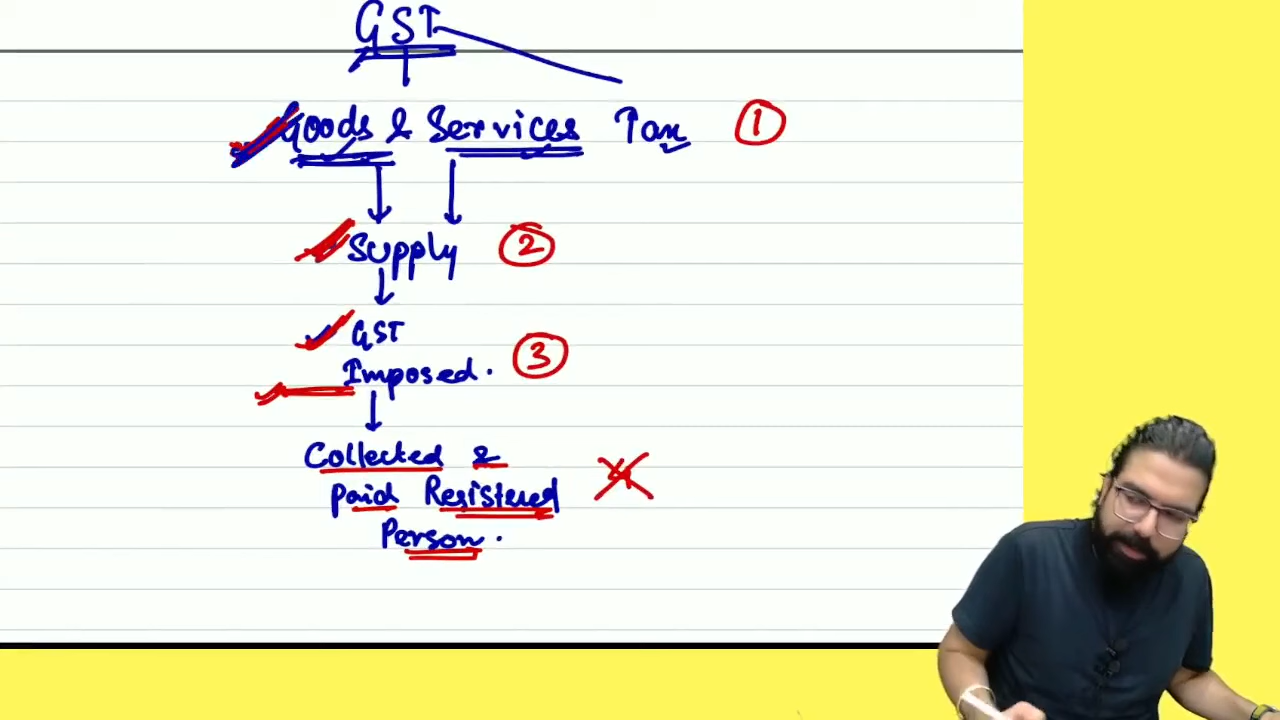 GST
Goods & Services Tax ①
Supply ②
GST
Imposed. ③
Collected &
paid Registered
Person.